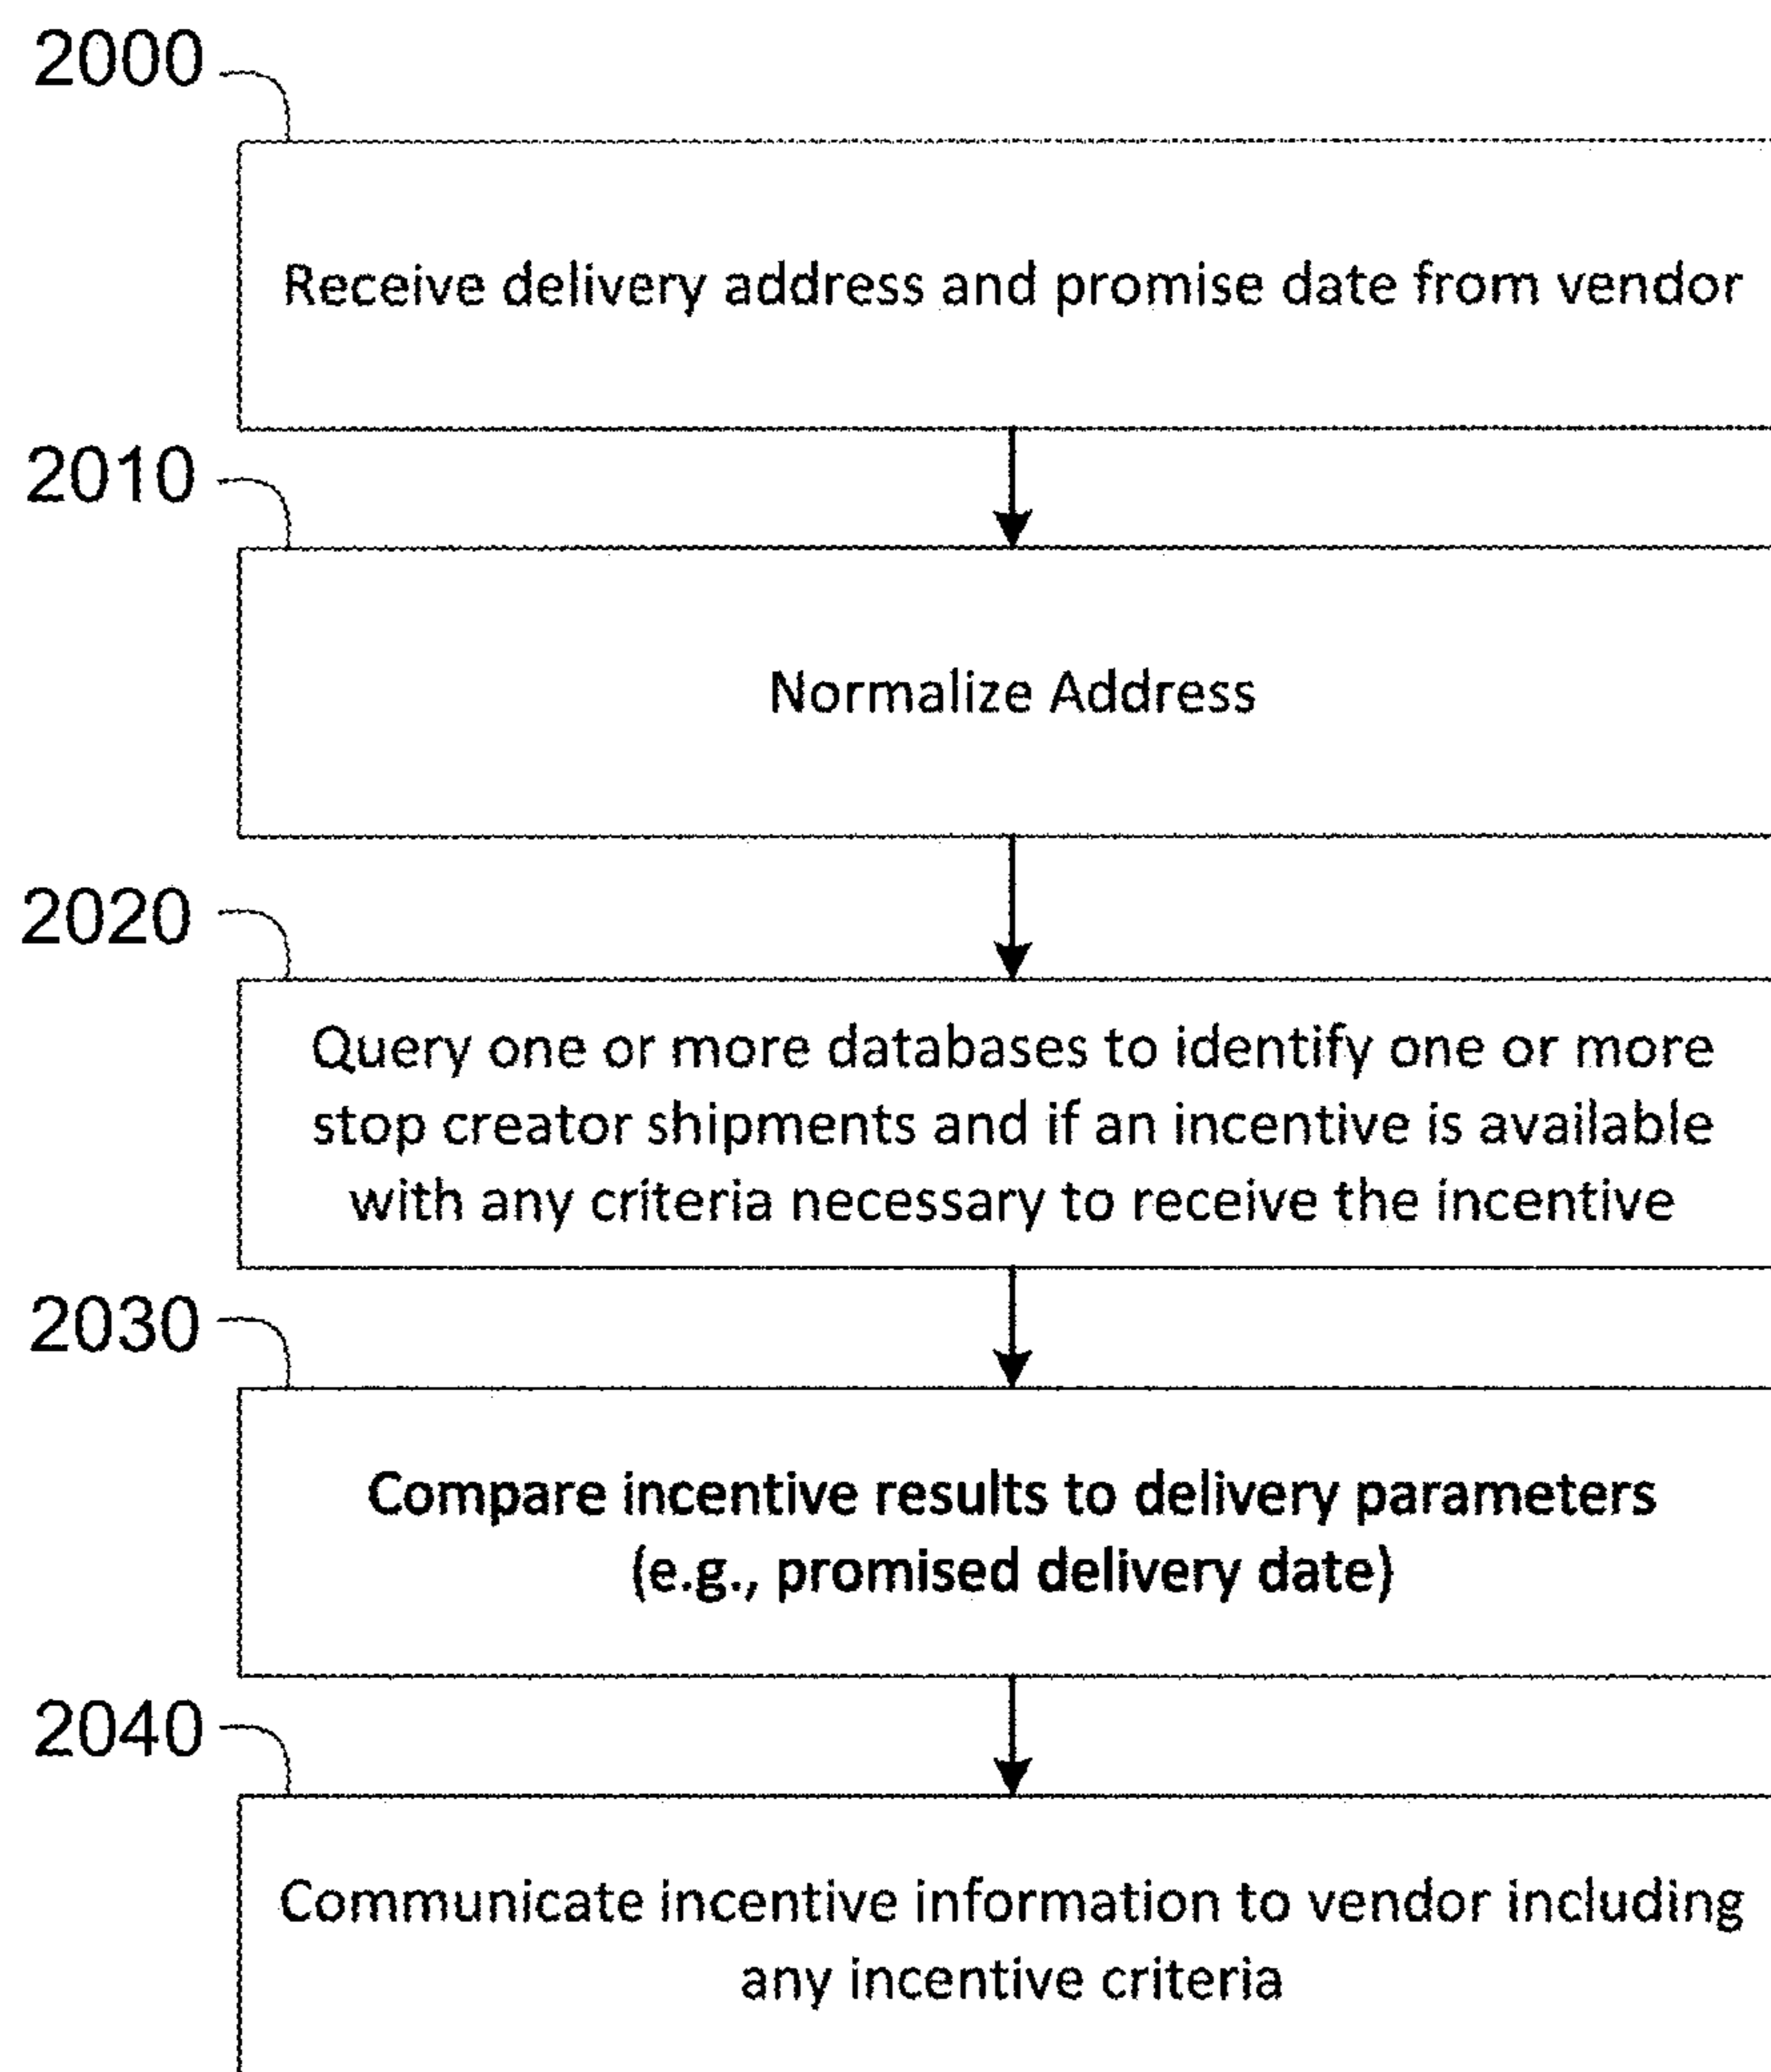 2000
Receive delivery address and promise date from vendor
2010
Normalize Address
2020
Query one or more databases to identify one or more
stop creator shipments and if an incentive is available
with any criteria necessary to receive the incentive
2030
Compare incentive results to delivery parameters
(e.g., promised delivery date)
2040
Communicate incentive information to vendor including
any incentive criteria